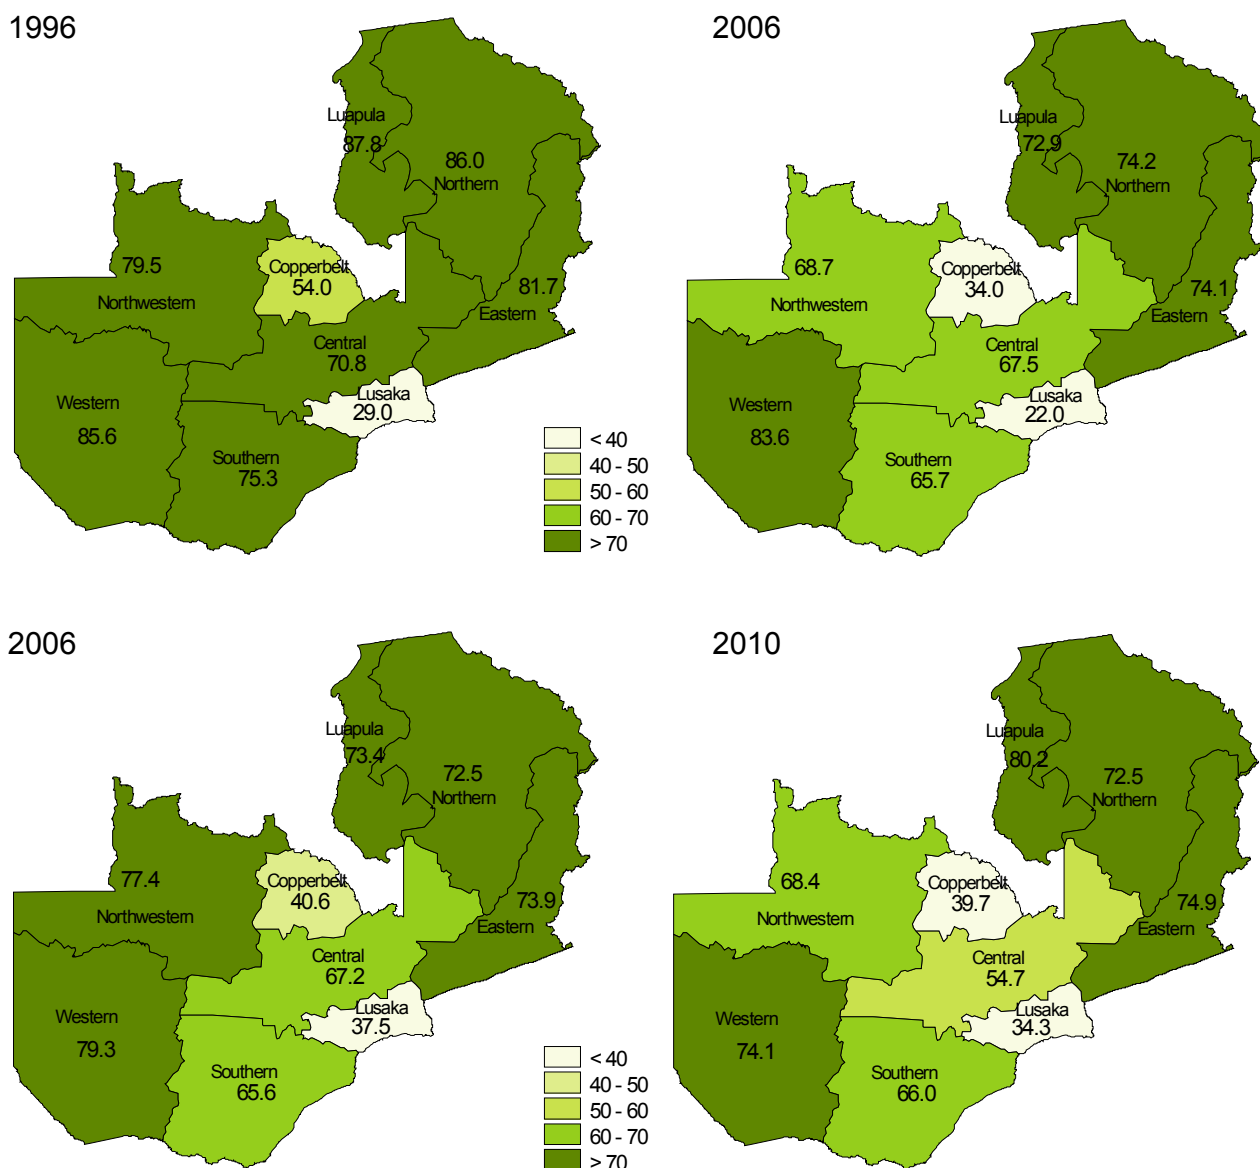 1996
Luapula
87.8
86.0
Northern
79.5
Northwestern
Copperbelt
54.0
81.7
Eastern
Central
70.8
Lusaka
29.0
Western
85.6
Southern
75.3
< 40
40 - 50
50 - 60
60 - 70
> 70
2006
Luapula
72.9
74.2
Northern
68.7
Northwestern
Copperbelt
34.0
74.1
Eastern
Central
67.5
Lusaka
22.0
Western
83.6
Southern
65.7
2006
Luapula
73.4
72.5
Northern
77.4
Northwestern
Copperbelt
40.6
73.9
Eastern
Central
67.2
Lusaka
37.5
Western
79.3
Southern
65.6
< 40
40 - 50
50 - 60
60 - 70
> 70
2010
Luapula
80.2
72.5
Northern
68.4
Northwestern
Copperbelt
39.7
74.9
Eastern
Central
54.7
Lusaka
34.3
Western
74.1
Southern
66.0